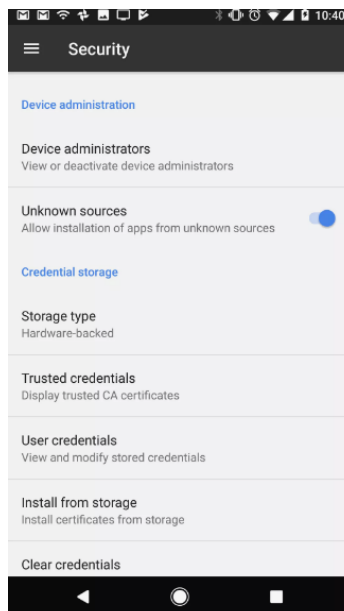 10:40
Security
Device administration
Device administrators
View or deactivate device administrators
Unknown sources
Allow installation of apps from unknown sources
Credential storage
Storage type
Hardware-backed
Trusted credentials
Display trusted CA certificates
User credentials
View and modify stored credentials
Install from storage
Install certificates from storage
Clear credentials